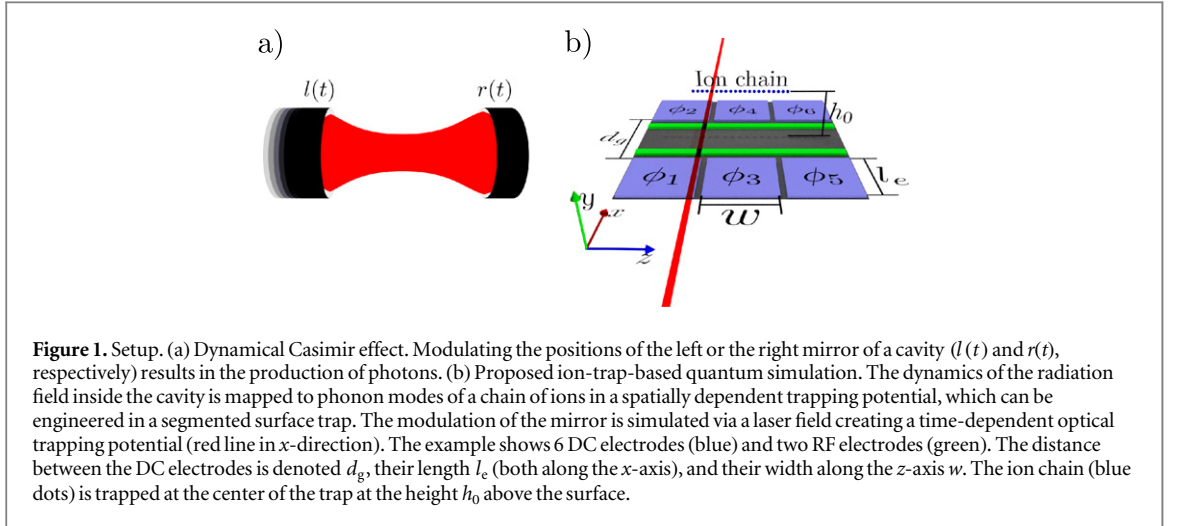 a)
b)
l(t)
r(t)
Ion chain
ϕ2 ϕ4 ϕ6
h0
dg
ϕ1 ϕ3 ϕ5
le
w
y
x
z
Figure 1. Setup. (a) Dynamical Casimir effect. Modulating the positions of the left or the right mirror of a cavity (l (t) and r(t),
respectively) results in the production of photons. (b) Proposed ion-trap-based quantum simulation. The dynamics of the radiation
field inside the cavity is mapped to phonon modes of a chain of ions in a spatially dependent trapping potential, which can be
engineered in a segmented surface trap. The modulation of the mirror is simulated via a laser field creating a time-dependent optical
trapping potential (red line in x-direction). The example shows 6 DC electrodes (blue) and two RF electrodes (green). The distance
between the DC electrodes is denoted dg, their length le (both along the x-axis), and their width along the z-axis w. The ion chain (blue
dots) is trapped at the center of the trap at the height h0 above the surface.